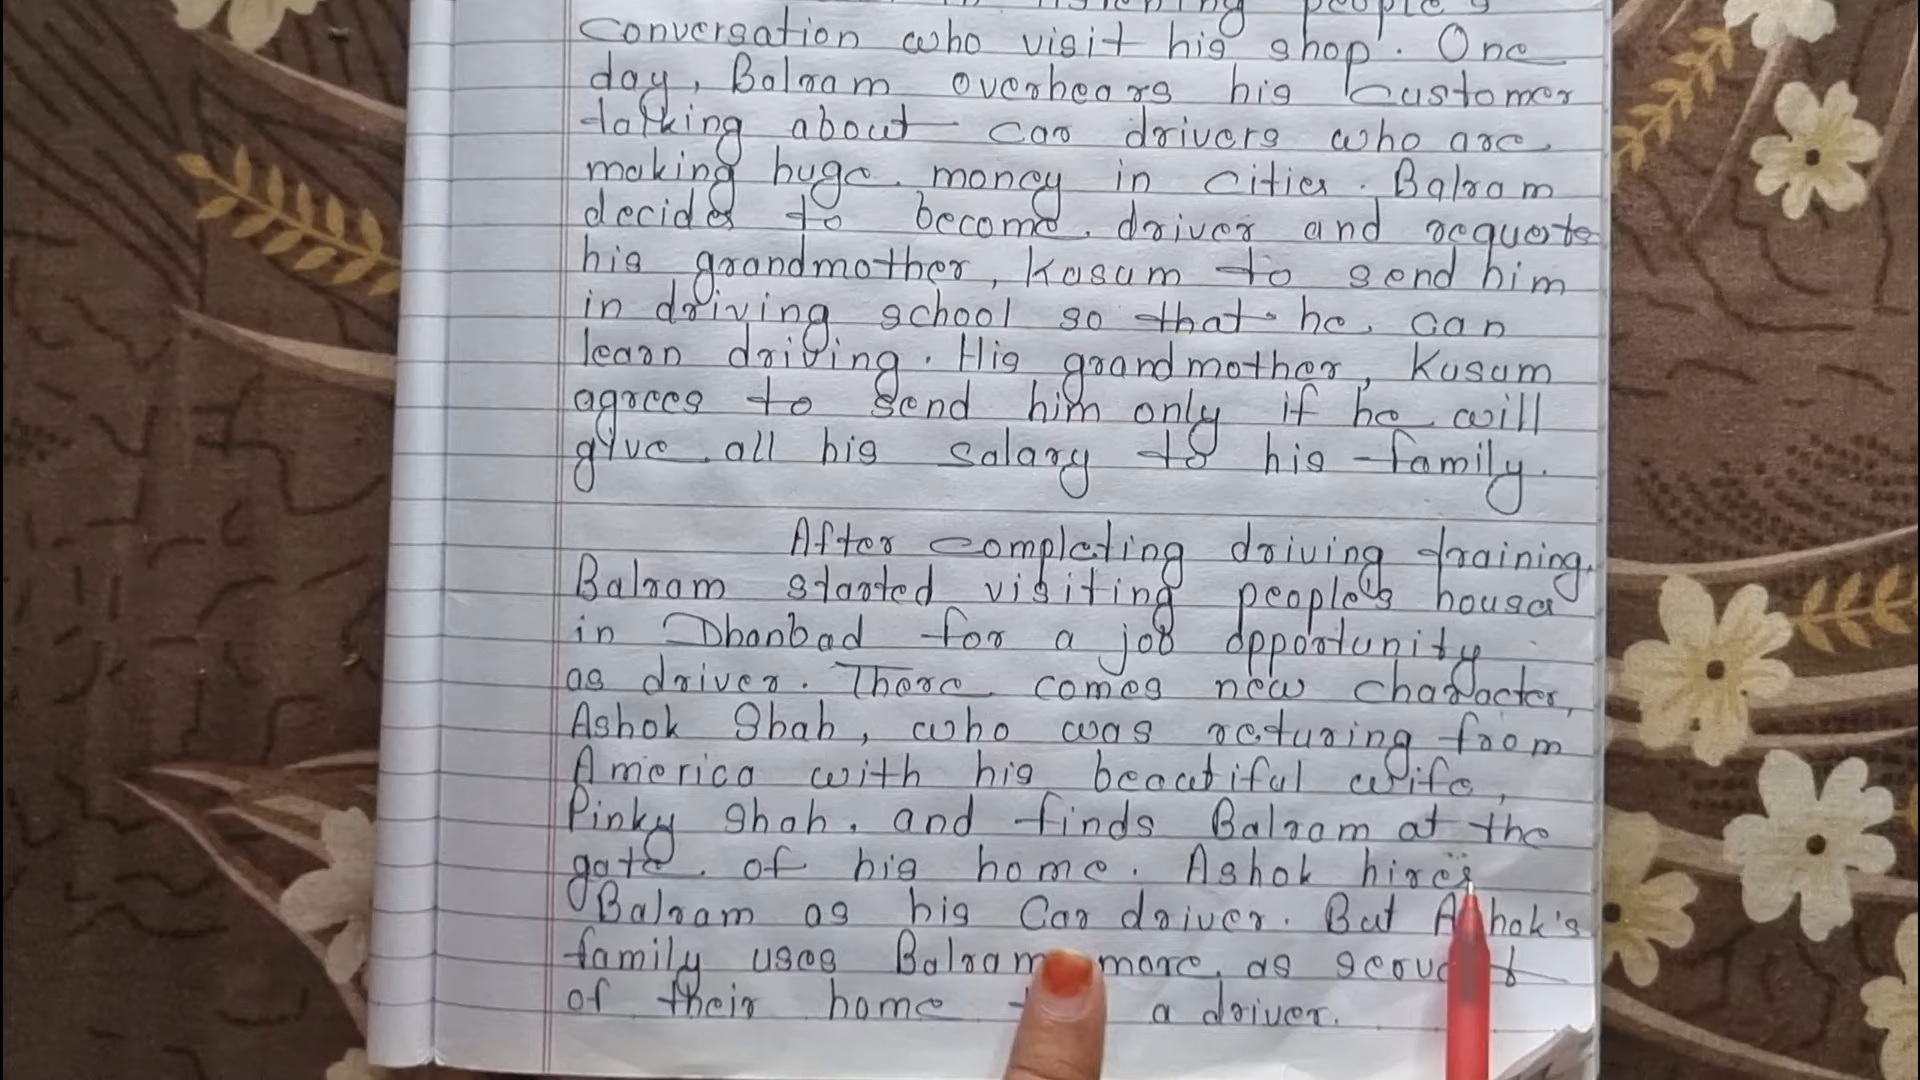 people's
conversation who visit his shop. One
day, Balram overhears his customer
talking about car drivers who are
making huge money in cities. Balram
decides to become driver and requests
his grandmother, Kusum to send him
in driving school so that he can
learn driving. His grandmother, Kusum
agrees to send him only if he will
give all his salary to his family.
After completing driving training,
Balram started visiting people's house
in Dhanbad for a job opportunity
as driver. There comes new character,
Ashok Shah, who was returing from
America with his beautiful wife,
Pinky Shah, and finds Balram at the
gate of his home. Ashok hires
Balram as his Car driver. But Ashok's
family uses Balram more as
of their home a driver.